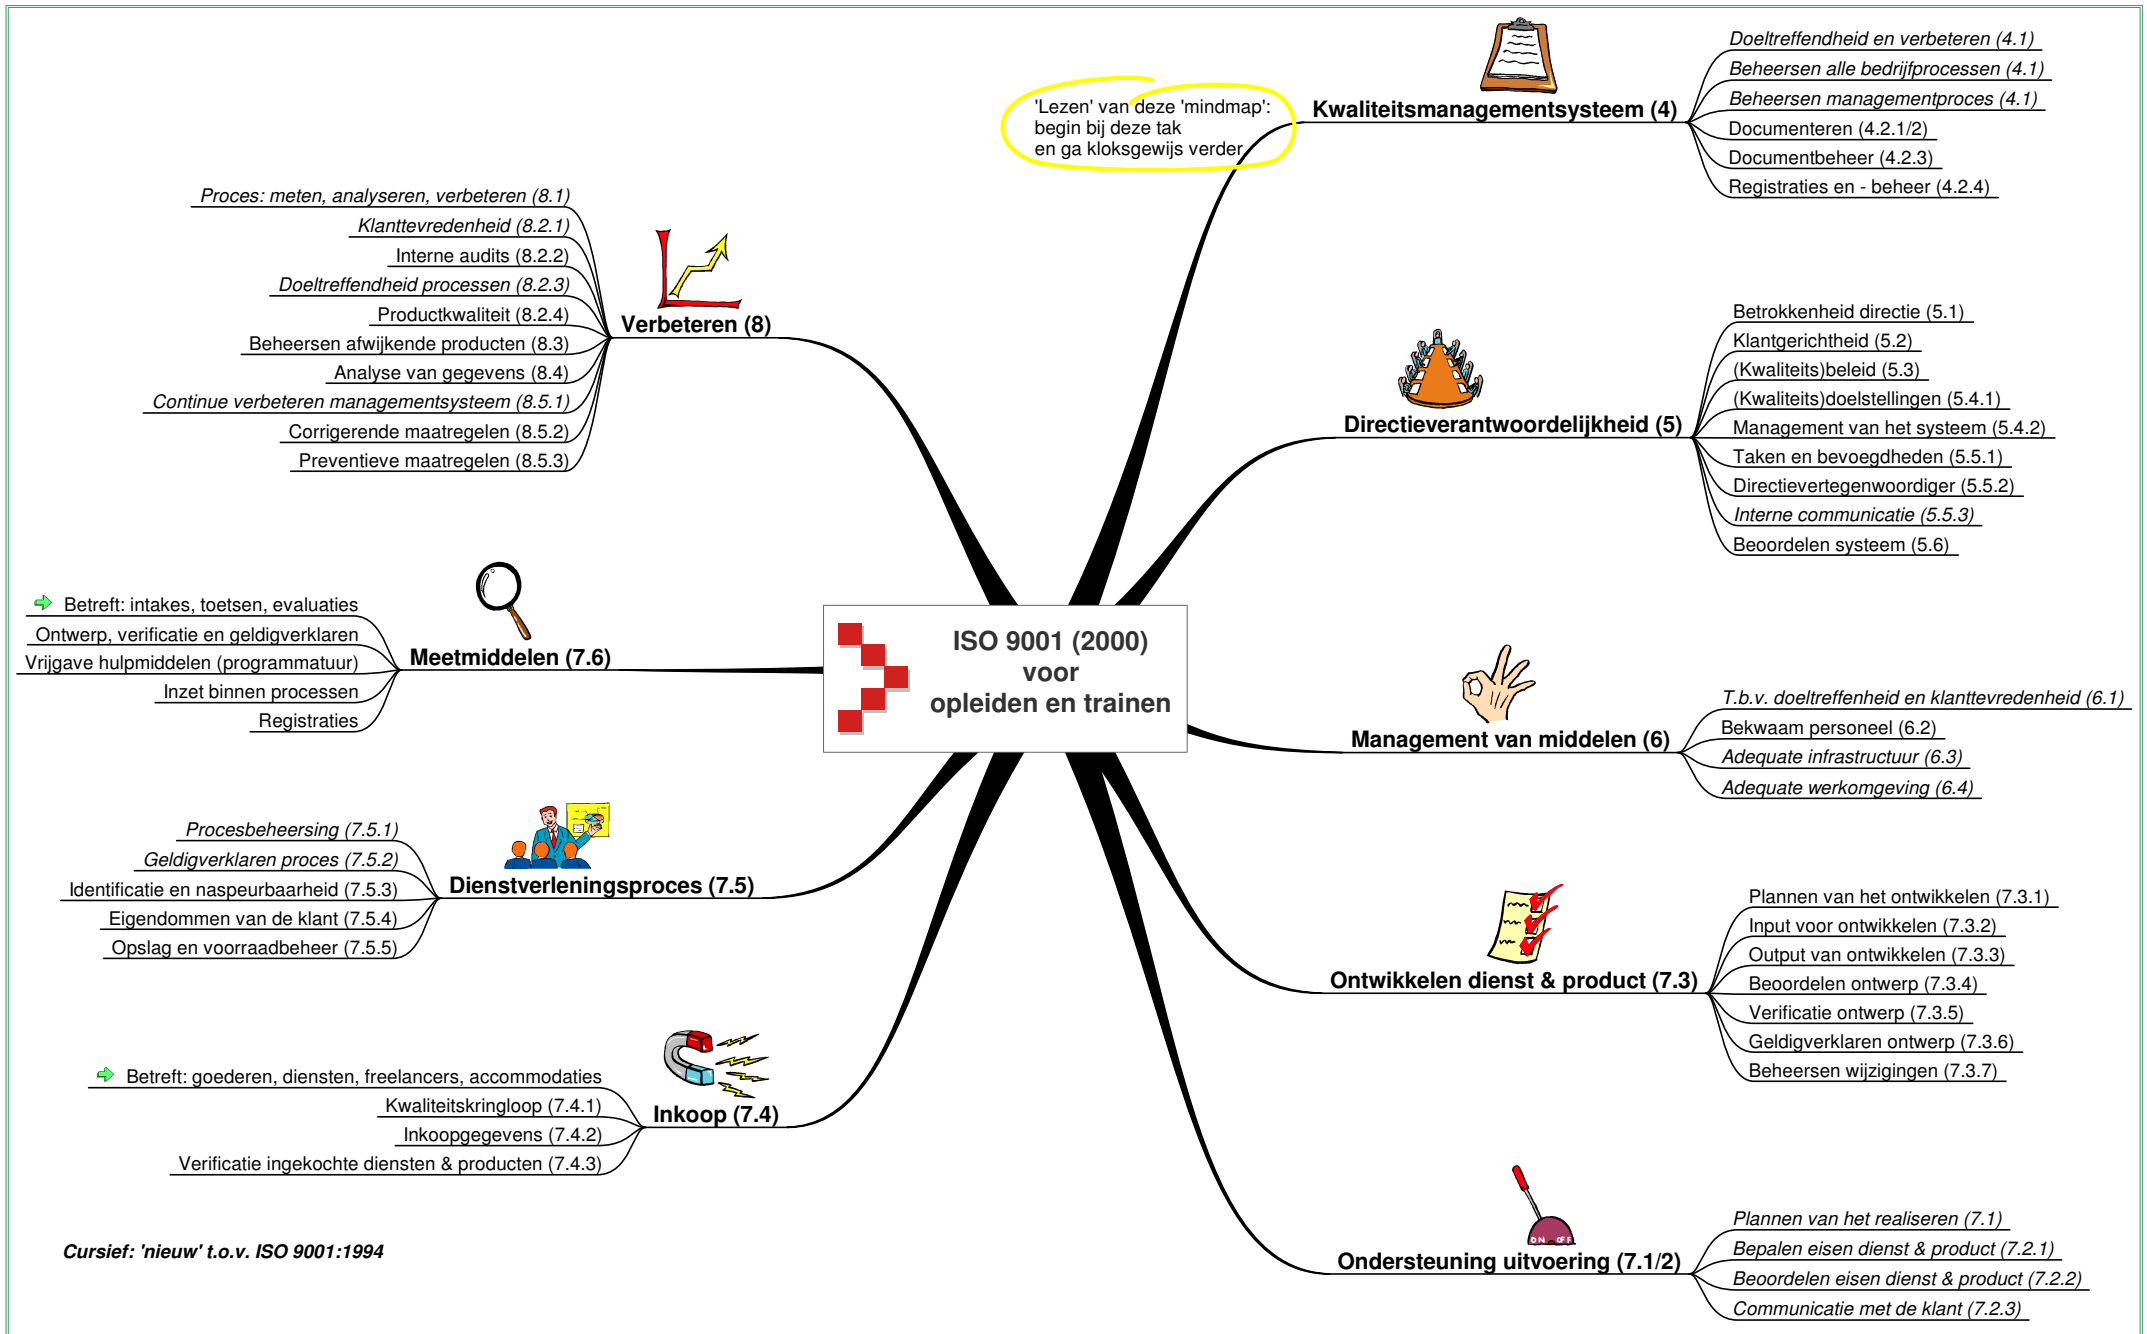 'Lezen' van deze 'mindmap':
begin bij deze tak
en ga kloksgewijs verder
ISO 9001 (2000)
voor
opleiden en trainen
Kwaliteitsmanagementsysteem (4)
Doeltreffendheid en verbeteren (4.1)
Beheersen alle bedrijfprocessen (4.1)
Beheersen managementproces (4.1)
Documenteren (4.2.1/2)
Documentbeheer (4.2.3)
Registraties en - beheer (4.2.4)
Directieverantwoordelijkheid (5)
Betrokkenheid directie (5.1)
Klantgerichtheid (5.2)
(Kwaliteits)beleid (5.3)
(Kwaliteits)doelstellingen (5.4.1)
Management van het systeem (5.4.2)
Taken en bevoegdheden (5.5.1)
Directievertegenwoordiger (5.5.2)
Interne communicatie (5.5.3)
Beoordelen systeem (5.6)
Management van middelen (6)
T.b.v. doeltreffenheid en klanttevredenheid (6.1)
Bekwaam personeel (6.2)
Adequate infrastructuur (6.3)
Adequate werkomgeving (6.4)
Ontwikkelen dienst & product (7.3)
Plannen van het ontwikkelen (7.3.1)
Input voor ontwikkelen (7.3.2)
Output van ontwikkelen (7.3.3)
Beoordelen ontwerp (7.3.4)
Verificatie ontwerp (7.3.5)
Geldigverklaren ontwerp (7.3.6)
Beheersen wijzigingen (7.3.7)
ON OFF
Ondersteuning uitvoering (7.1/2)
Plannen van het realiseren (7.1)
Bepalen eisen dienst & product (7.2.1)
Beoordelen eisen dienst & product (7.2.2)
Communicatie met de klant (7.2.3)
Inkoop (7.4)
Betreft: goederen, diensten, freelancers, accommodaties
Kwaliteitskringloop (7.4.1)
Inkoopgegevens (7.4.2)
Verificatie ingekochte diensten & producten (7.4.3)
Dienstverleningsproces (7.5)
Procesbeheersing (7.5.1)
Geldigverklaren proces (7.5.2)
Identificatie en naspeurbaarheid (7.5.3)
Eigendommen van de klant (7.5.4)
Opslag en voorraadbeheer (7.5.5)
Meetmiddelen (7.6)
Betreft: intakes, toetsen, evaluaties
Ontwerp, verificatie en geldigverklaren
Vrijgave hulpmiddelen (programmatuur)
Inzet binnen processen
Registraties
Verbeteren (8)
Proces: meten, analyseren, verbeteren (8.1)
Klanttevredenheid (8.2.1)
Interne audits (8.2.2)
Doeltreffendheid processen (8.2.3)
Productkwaliteit (8.2.4)
Beheersen afwijkende producten (8.3)
Analyse van gegevens (8.4)
Continue verbeteren managementsysteem (8.5.1)
Corrigerende maatregelen (8.5.2)
Preventieve maatregelen (8.5.3)
Cursief: 'nieuw' t.o.v. ISO 9001:1994